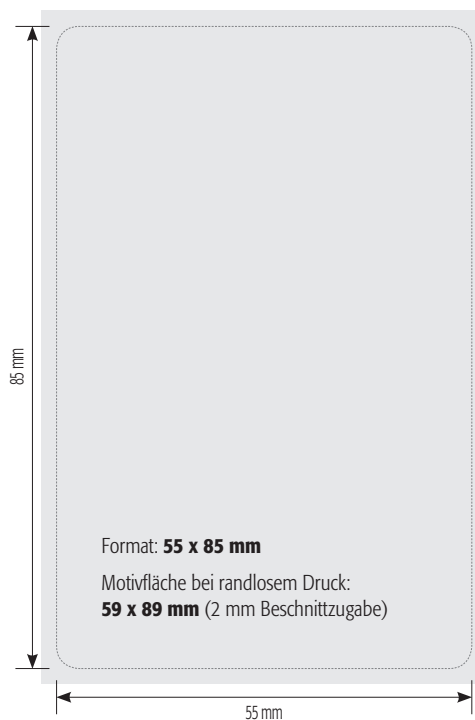 85 mm
Format: 55 x 85 mm
Motivfläche bei randlosem Druck:
59 x 89 mm (2 mm Beschnittzugabe)
55 mm